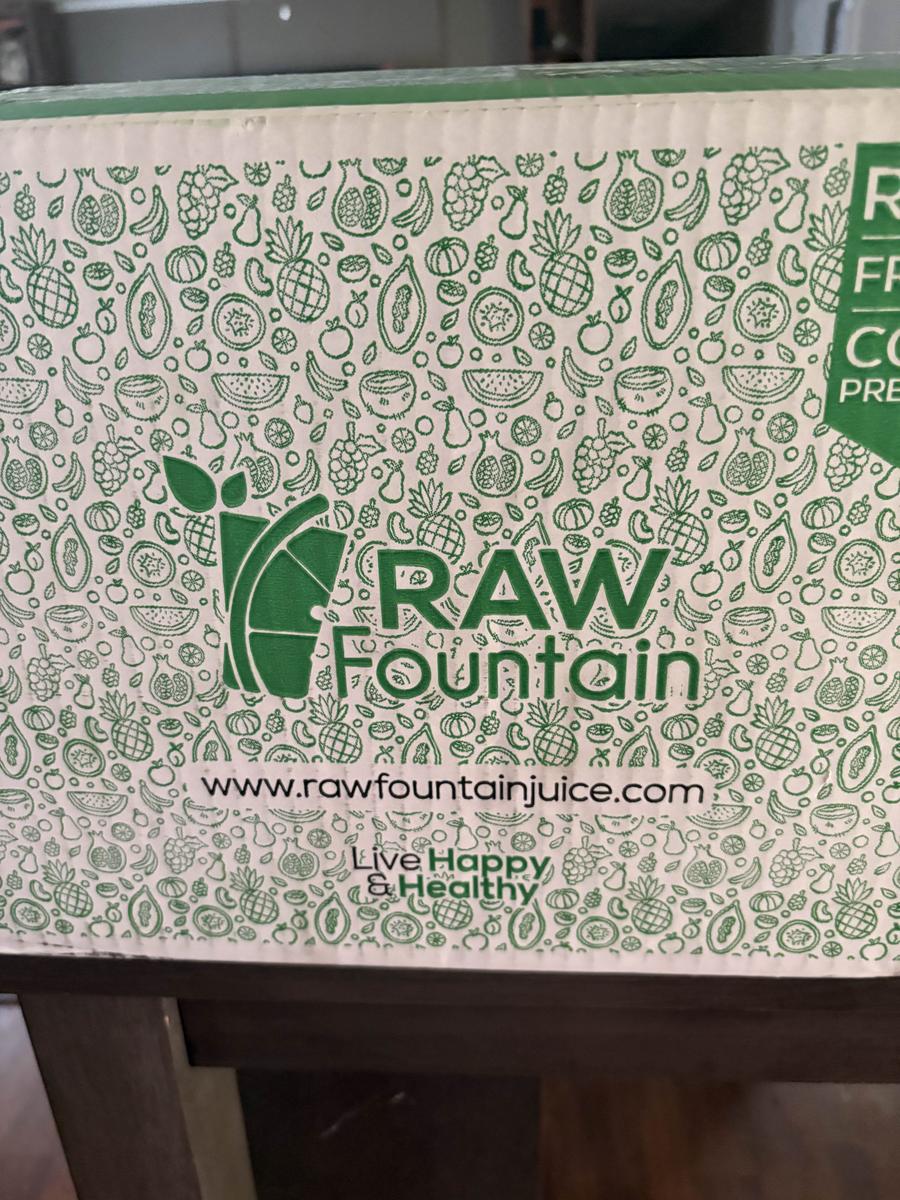 RAW
Fountain
www.rawfountainjuice.com
Live Happy
& Healthy